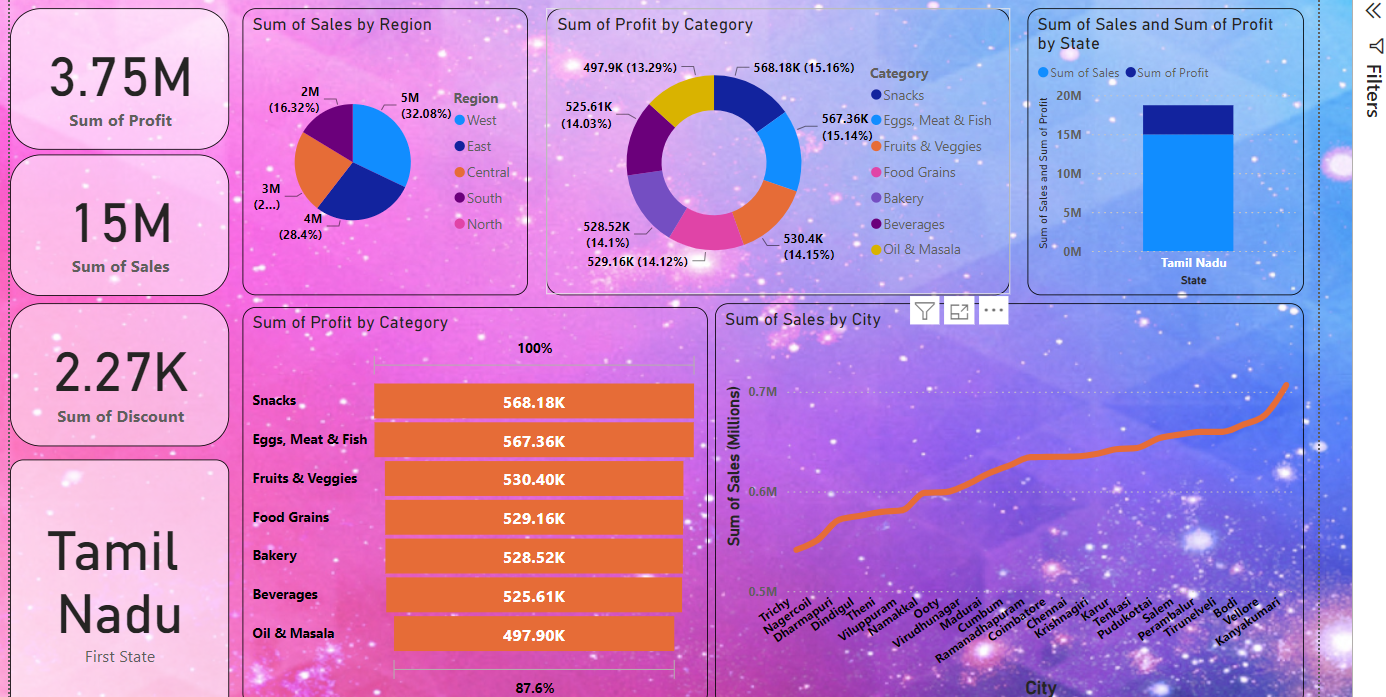 3.75M
Sum of Profit
15M
Sum of Sales
2.27K
Sum of Discount
Tamil
Nadu
First State
Sum of Sales by Region
2M
(16.32%)
5M
(32.08%)
3M
(2...)
4M
(28.4%)
Region
West
East
Central
South
North
Sum of Profit by Category
497.9K (13.29%)
568.18K (15.16%)
525.61K
(14.03%)
567.36K
(15.14%)
528.52K
(14.1%)
530.4K
(14.15%)
529.16K (14.12%)
Category
Snacks
Eggs, Meat & Fish
Fruits & Veggies
Food Grains
Bakery
Beverages
Oil & Masala
Sum of Sales and Sum of Profit
by State
Sum of Sales
Sum of Profit
Sum of Sales and Sum of Profit
20M
15M
10M
5M
0M
Tamil Nadu
State
Filters
Sum of Profit by Category
100%
Snacks 568.18K
Eggs, Meat & Fish 567.36K
Fruits & Veggies 530.40K
Food Grains 529.16K
Bakery 528.52K
Beverages 525.61K
Oil & Masala 497.90K
87.6%
Sum of Sales by City
Sum of Sales (Millions)
0.7M
0.6M
0.5M
Trichy
Nagercoil
Dharmapuri
Dindigul
Theni
Viluppuram
Namakkal
Ooty
Virudhunagar
Madurai
Cumbum
Ramanadhapuram
Coimbatore
Chennai
Krishnagiri
Karur
Tenkasi
Pudukottai
Salem
Perambalur
Tirunelveli
Bodi
Vellore
Kanyakumari
City